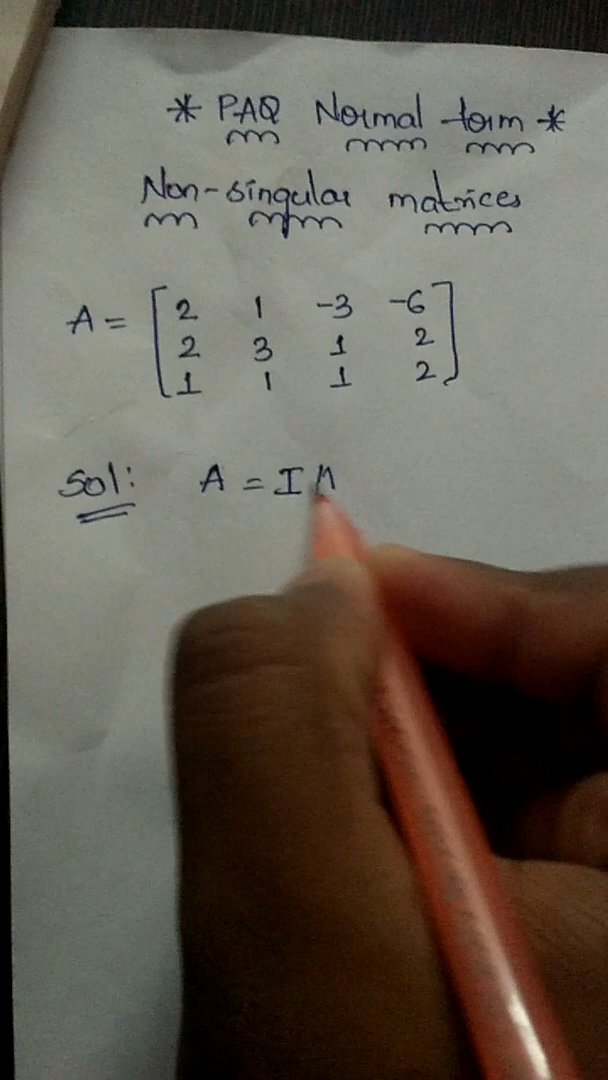 * PAQ Normal form *
Non-singular matrices
A = [2 1 -3 -6
2 3 1 2
1 1 1 2]
Sol: A = I A